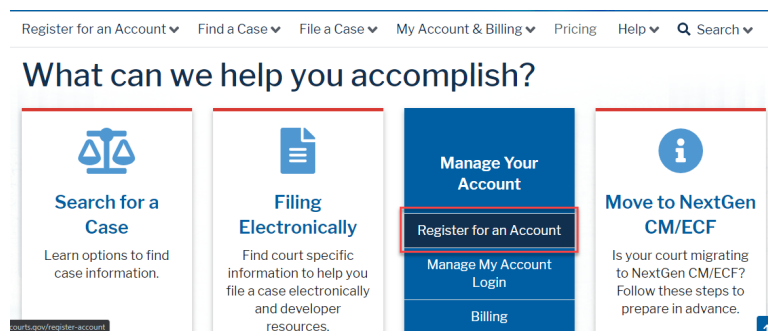 Register for an Account Find a Case File a Case My Account & Billing Pricing Help Search
What can we help you accomplish?
Search for a
Case
Learn options to find
case information.
Filing
Electronically
Find court specific
information to help you
file a case electronically
and developer
resources.
Manage Your
Account
Register for an Account
Manage My Account
Login
Billing
Move to NextGen
CM/ECF
Is your court migrating
to NextGen CM/ECF?
Follow these steps to
prepare in advance.
courts.gov/register-account